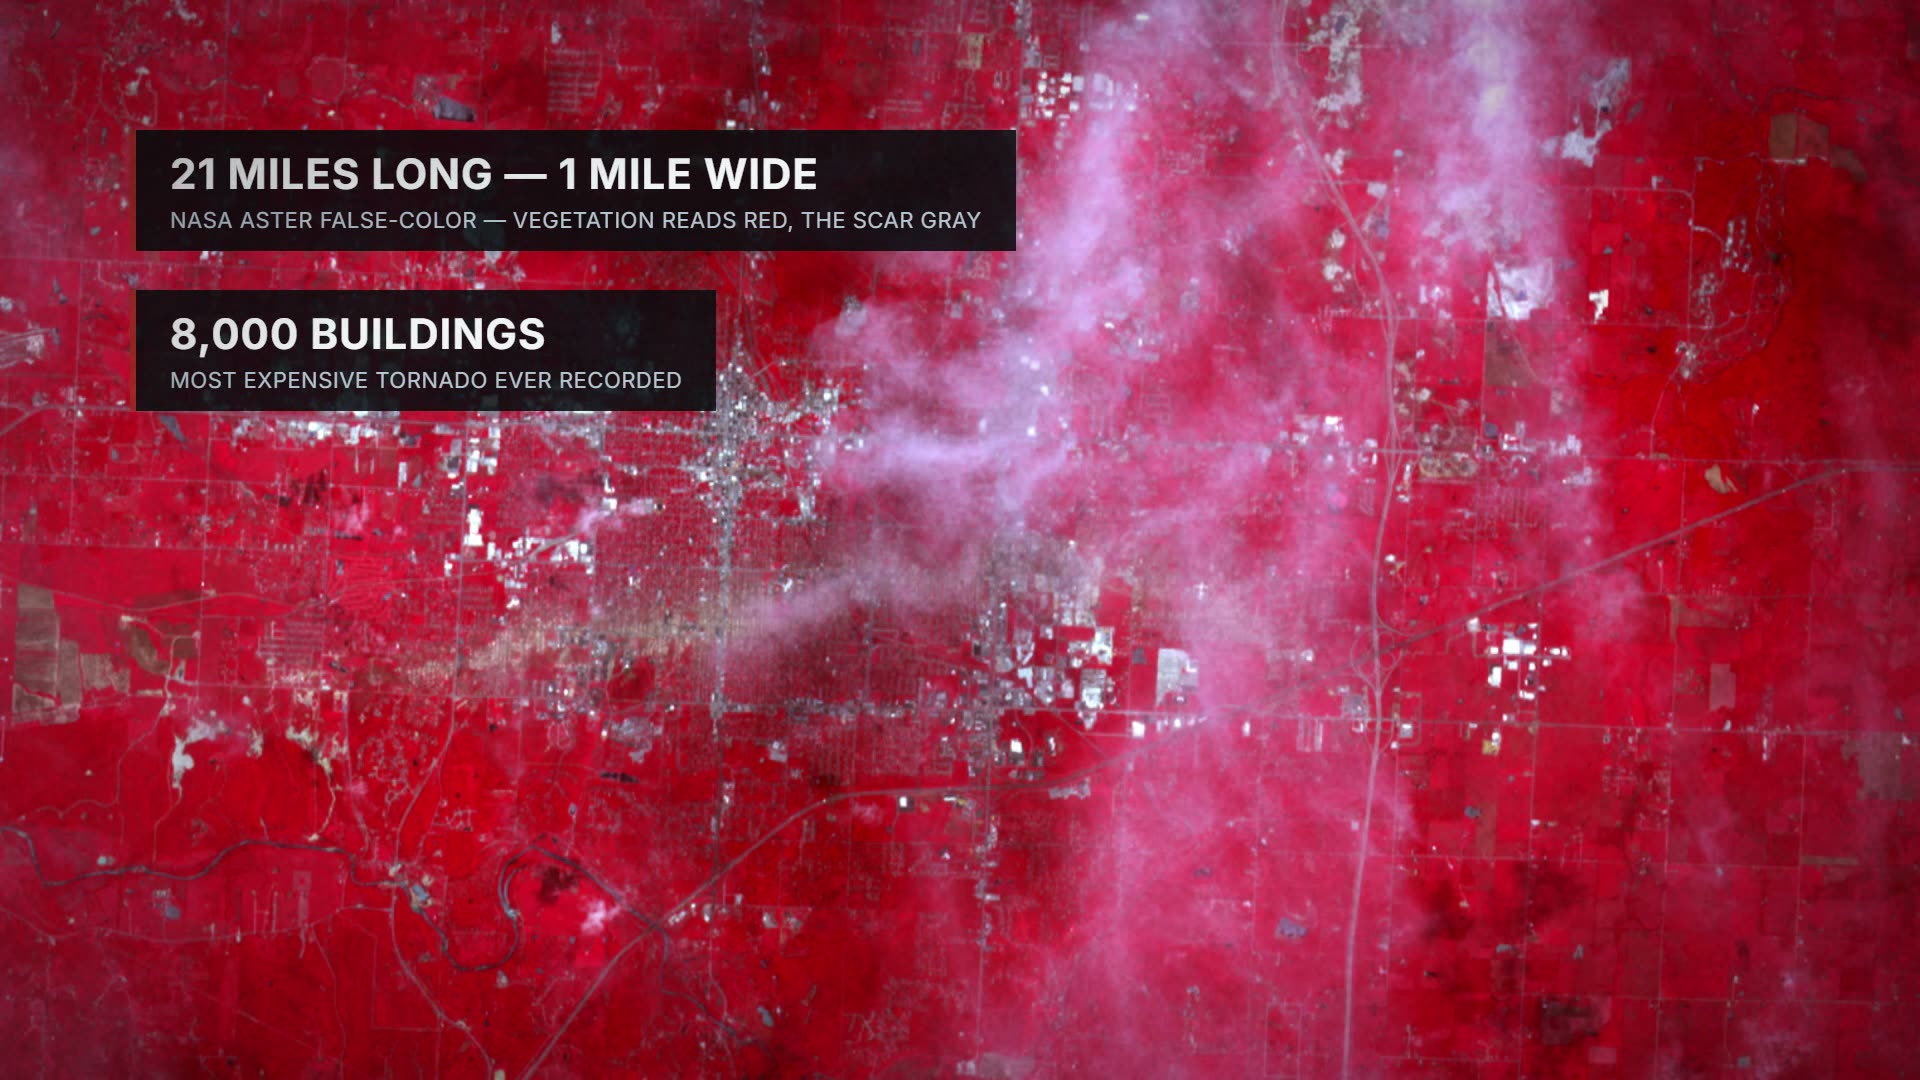 21 MILES LONG — 1 MILE WIDE
NASA ASTER FALSE-COLOR — VEGETATION READS RED, THE SCAR GRAY
8,000 BUILDINGS
MOST EXPENSIVE TORNADO EVER RECORDED